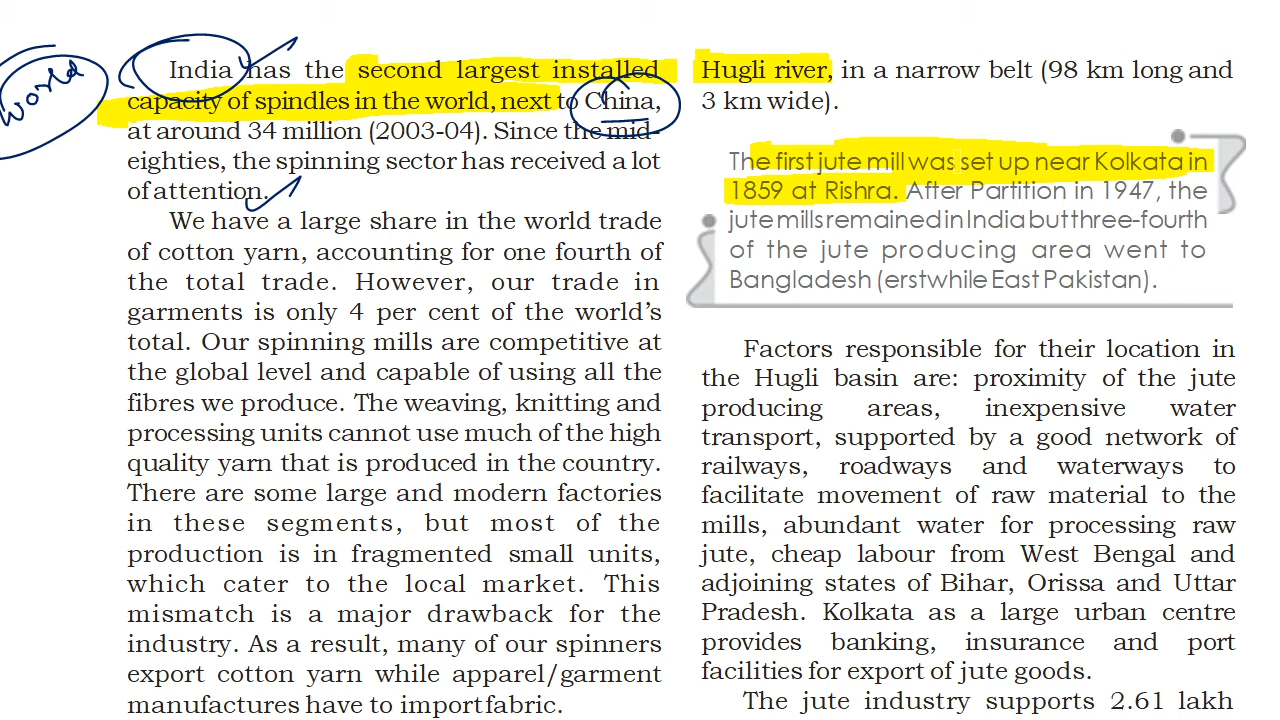 World
India has the second largest installed
capacity of spindles in the world, next to China,
at around 34 million (2003-04). Since the mid-
eighties, the spinning sector has received a lot
of attention.
We have a large share in the world trade
of cotton yarn, accounting for one fourth of
the total trade. However, our trade in
garments is only 4 per cent of the world's
total. Our spinning mills are competitive at
the global level and capable of using all the
fibres we produce. The weaving, knitting and
processing units cannot use much of the high
quality yarn that is produced in the country.
There are some large and modern factories
in these segments, but most of the
production is in fragmented small units,
which cater to the local market. This
mismatch is a major drawback for the
industry. As a result, many of our spinners
export cotton yarn while apparel/garment
manufactures have to import fabric.
Hugli river, in a narrow belt (98 km long and
3 km wide).
The first jute mill was set up near Kolkata in
1859 at Rishra. After Partition in 1947, the
jute mills remained in India but three-fourth
of the jute producing area went to
Bangladesh (erstwhile East Pakistan).
Factors responsible for their location in
the Hugli basin are: proximity of the jute
producing areas, inexpensive water
transport, supported by a good network of
railways, roadways and waterways to
facilitate movement of raw material to the
mills, abundant water for processing raw
jute, cheap labour from West Bengal and
adjoining states of Bihar, Orissa and Uttar
Pradesh. Kolkata as a large urban centre
provides banking, insurance and port
facilities for export of jute goods.
The jute industry supports 2.61 lakh